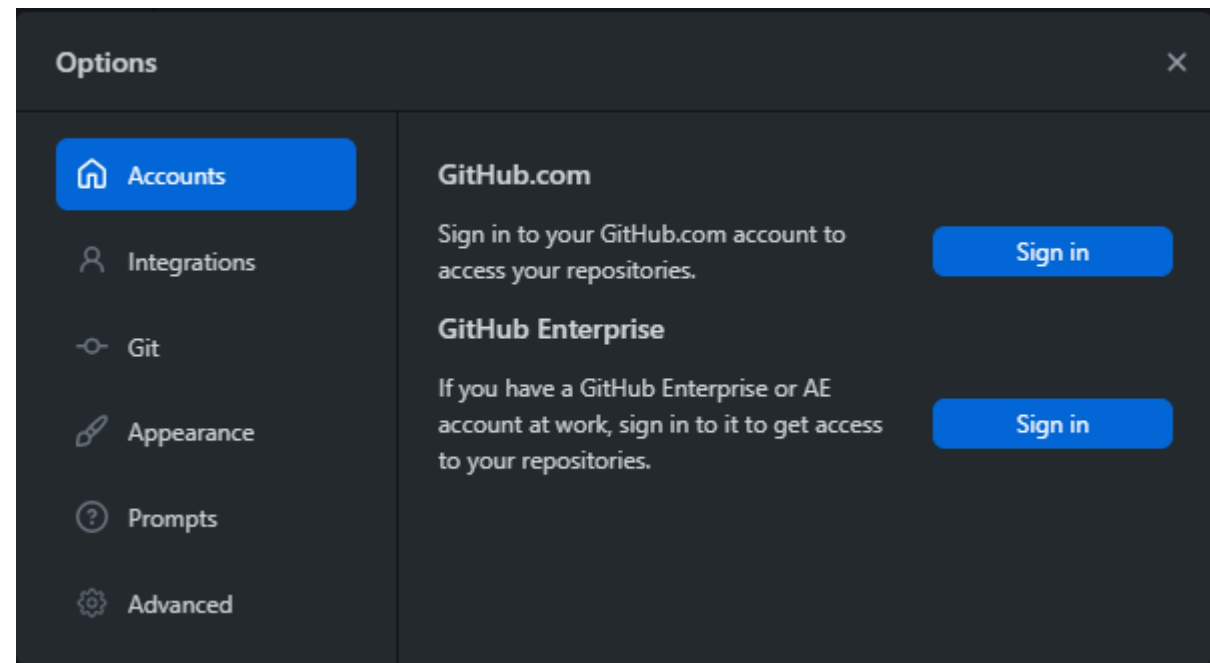 Options
Accounts
Integrations
Git
Appearance
Prompts
Advanced
GitHub.com
Sign in to your GitHub.com account to
access your repositories.
Sign in
GitHub Enterprise
If you have a GitHub Enterprise or AE
account at work, sign in to it to get access
to your repositories.
Sign in